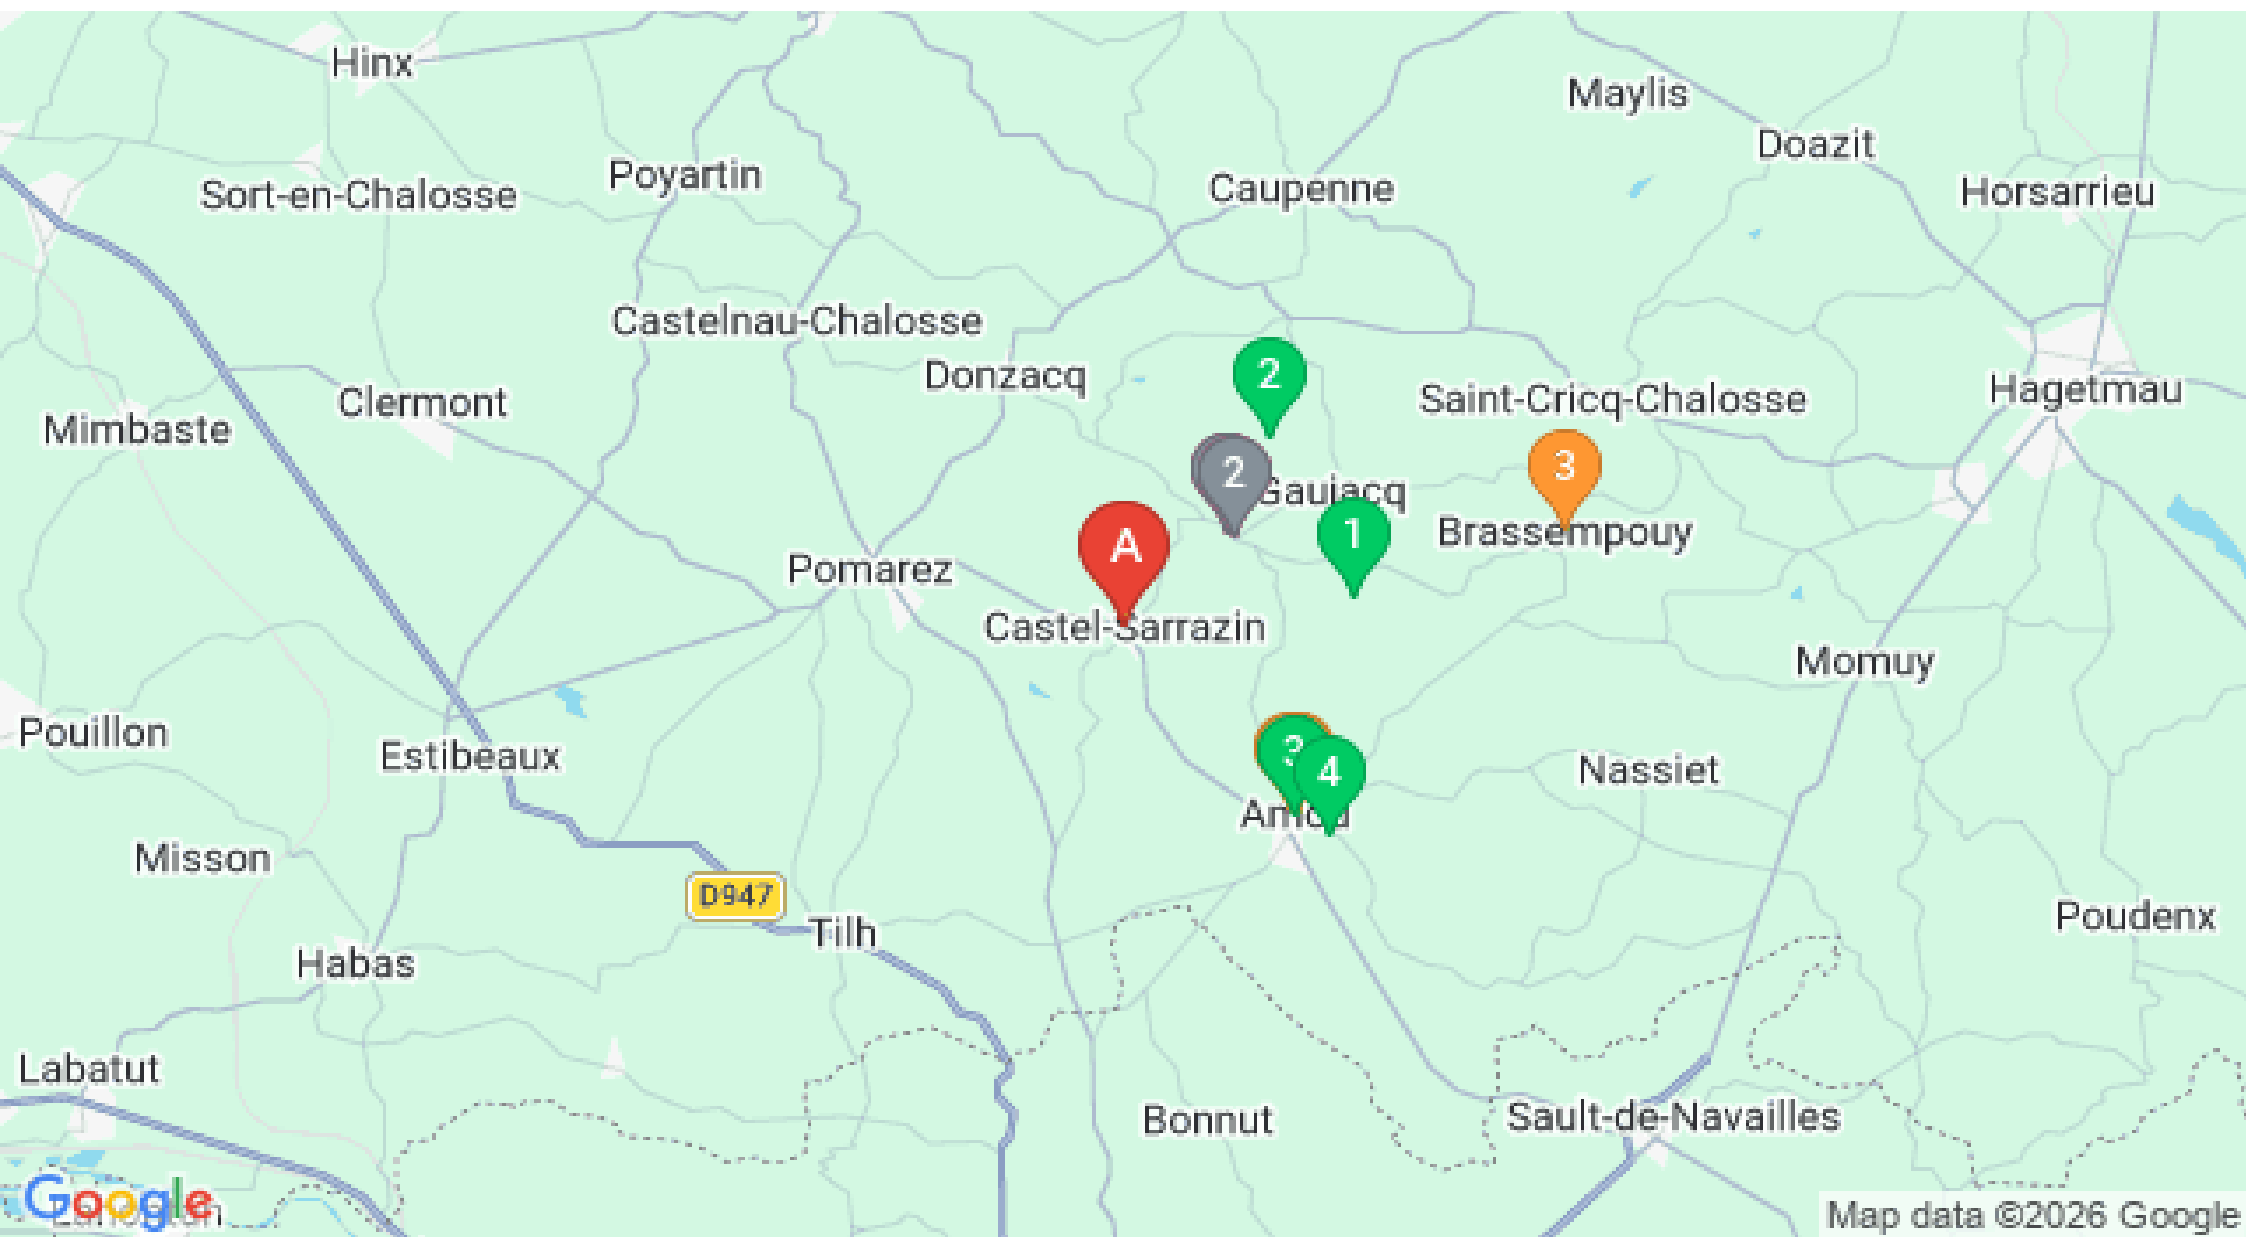 Hinx
Maylis
Doazit
Poyartin
Sort-en-Chalosse
Caupenne
Horsarrieu
Castelnau-Chalosse
2
Donzacq
Saint-Cricq-Chalosse
Hagetmau
Clermont
Mimbaste
3
2
Gaujacq
1
Brassempouy
A
Pomarez
Castel-Sarrazin
Momuy
Pouillon
Estibeaux
3
4
Nassiet
Amou
Misson
D947
Tilh
Poudenx
Habas
Labatut
Bonnut
Sault-de-Navailles
Google
Map data ©2026 Google